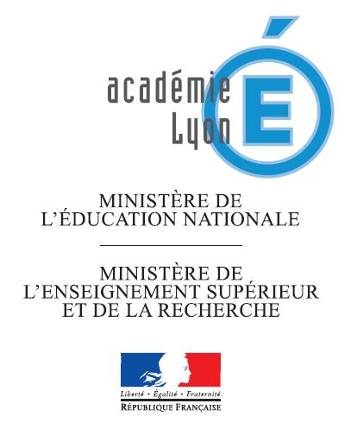 académie
Lyon
É
MINISTÈRE DE
L'ÉDUCATION NATIONALE
MINISTÈRE DE
L'ENSEIGNEMENT SUPÉRIEUR
ET DE LA RECHERCHE
Liberté • Égalité • Fraternité
RÉPUBLIQUE FRANÇAISE